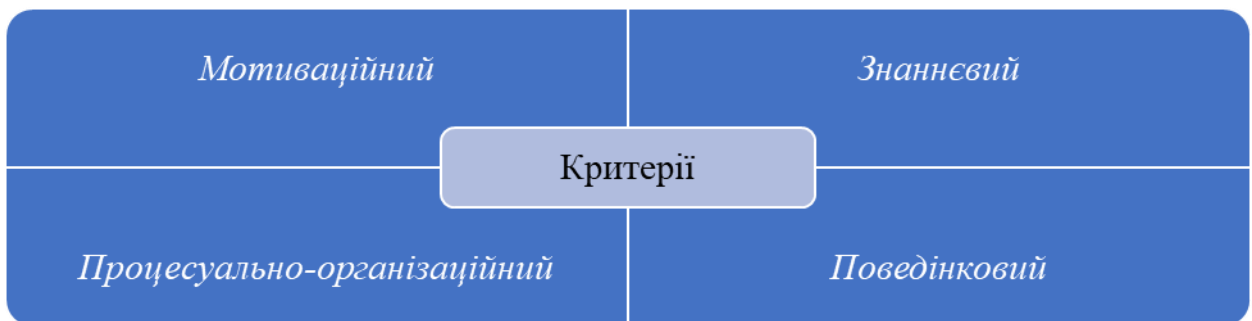 Мотиваційний
Знаннєвий
Критерії
Процесуально-організаційний
Поведінковий